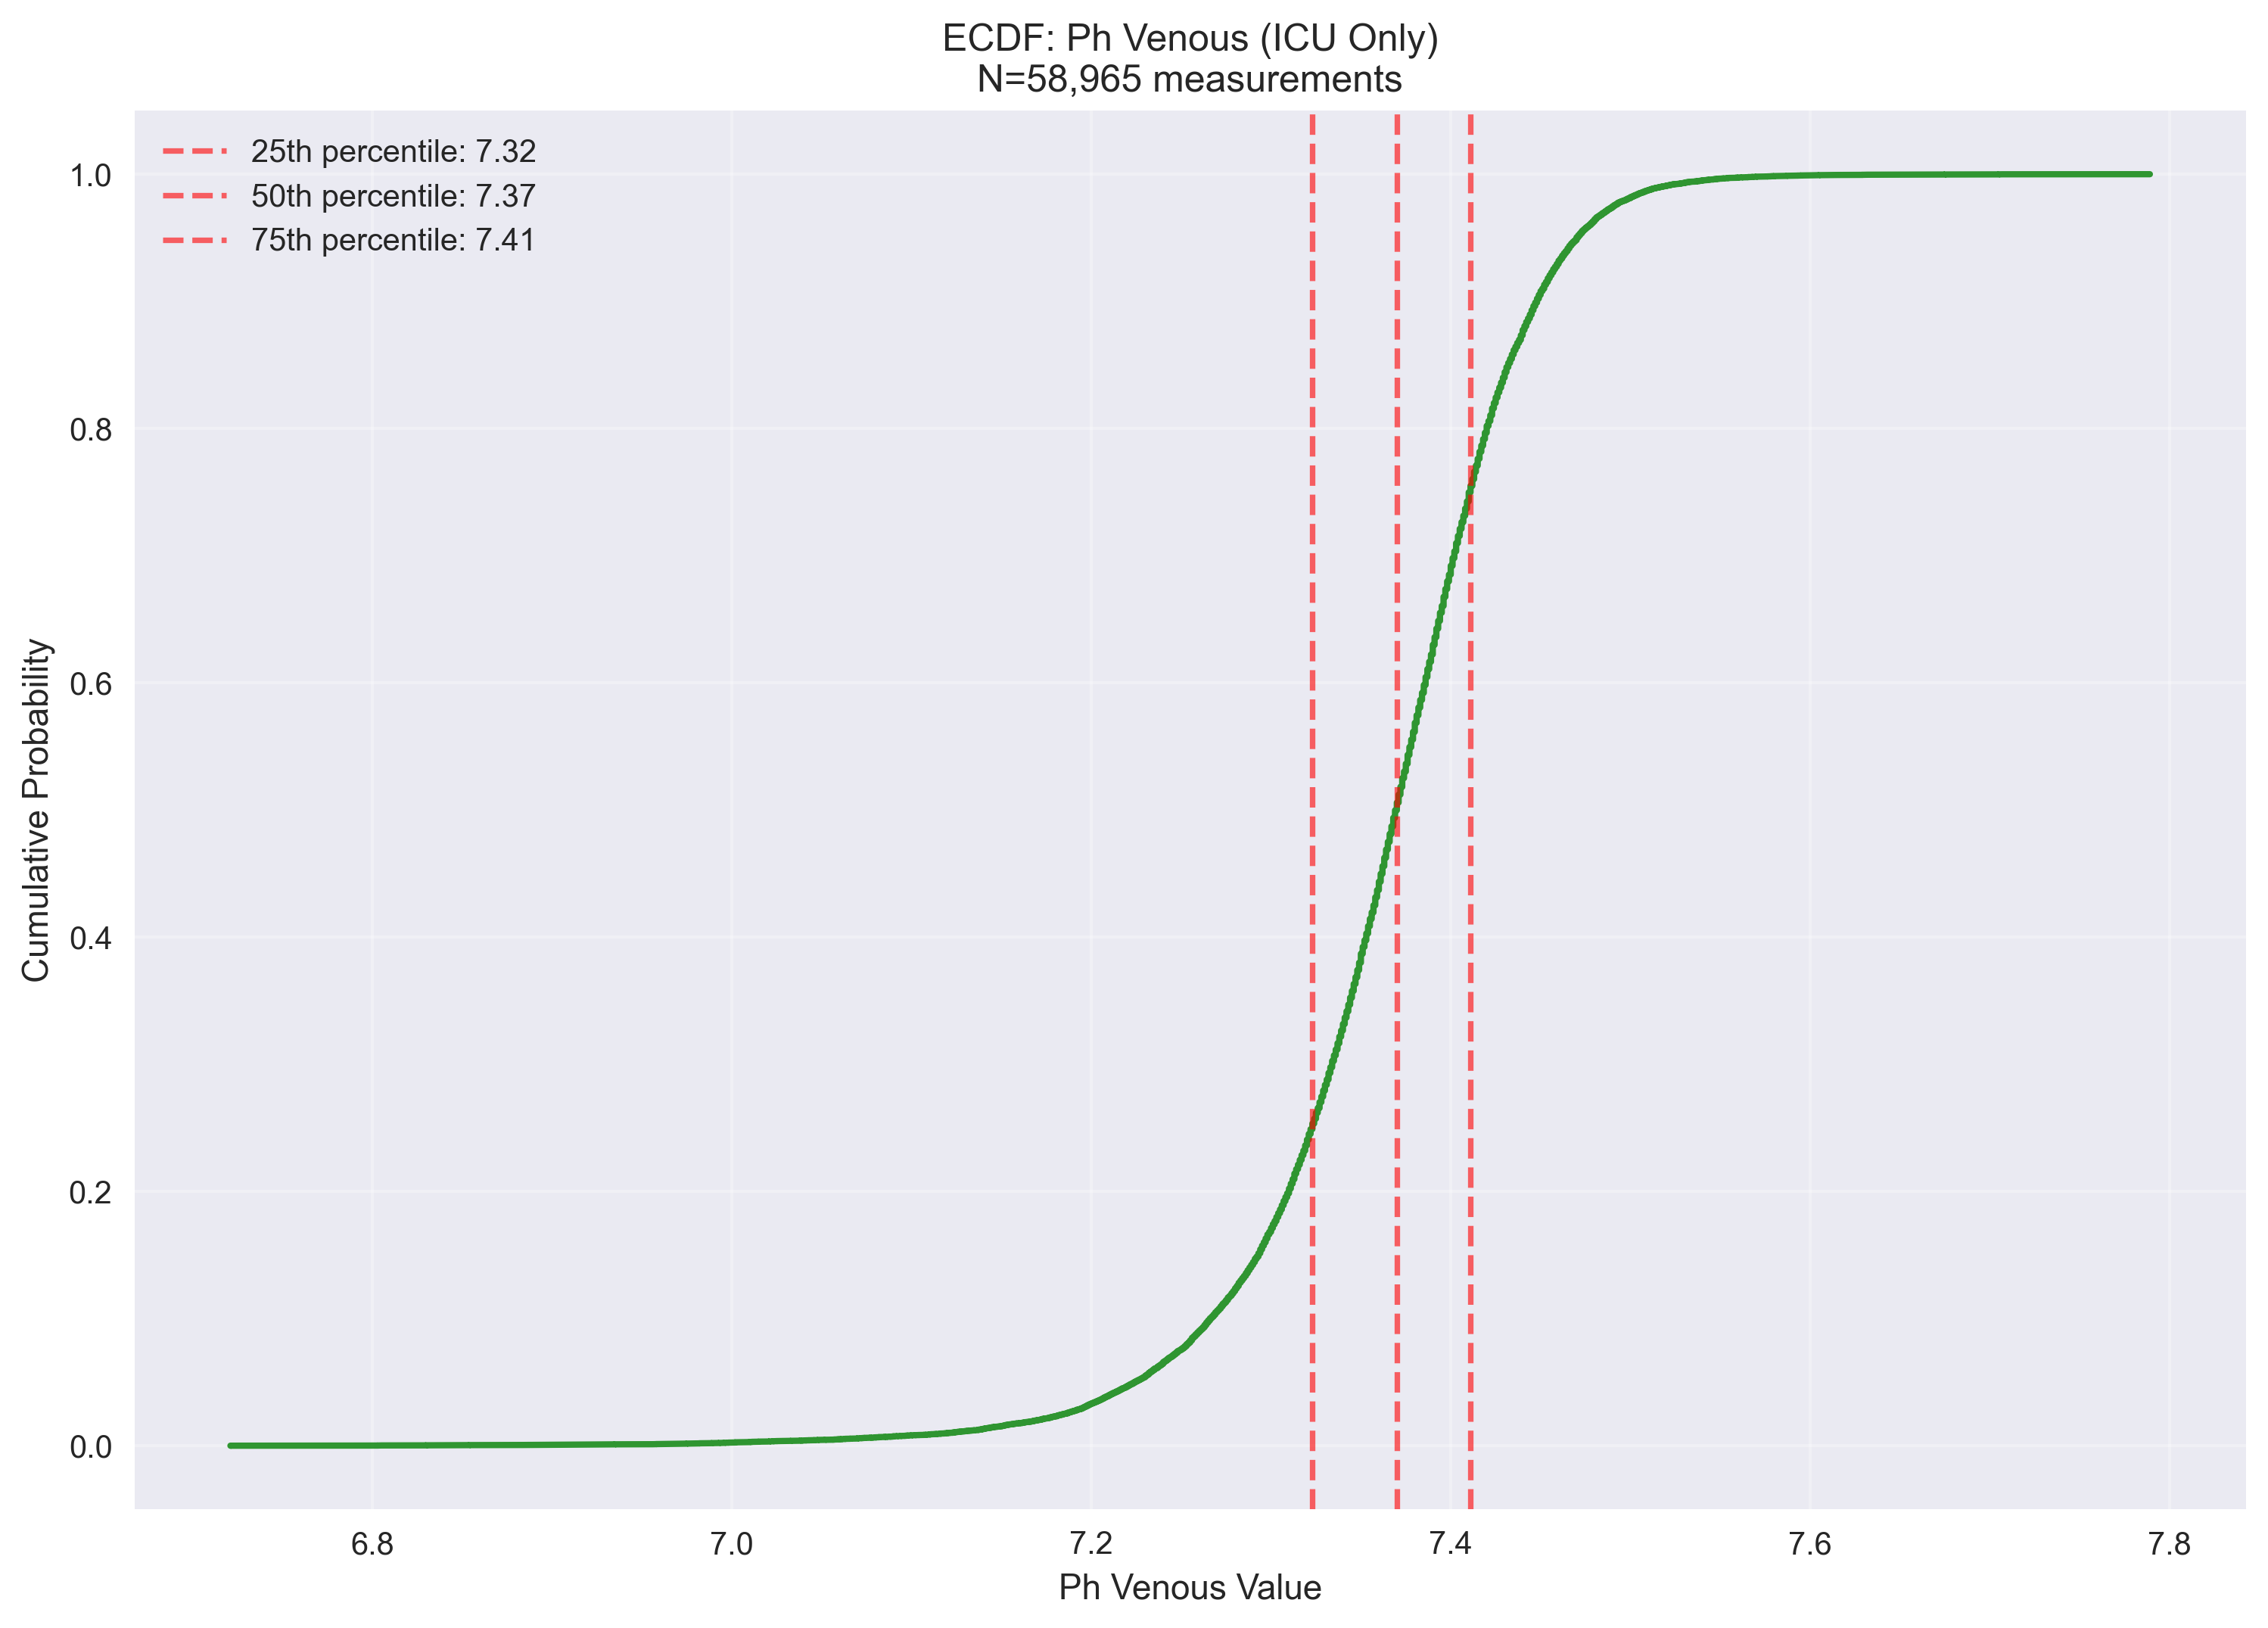 ECDF: Ph Venous (ICU Only)
N=58,965 measurements
25th percentile: 7.32
50th percentile: 7.37
75th percentile: 7.41
1.0
0.8
0.6
0.4
0.2
0.0
Cumulative Probability
6.8 7.0 7.2 7.4 7.6 7.8
Ph Venous Value